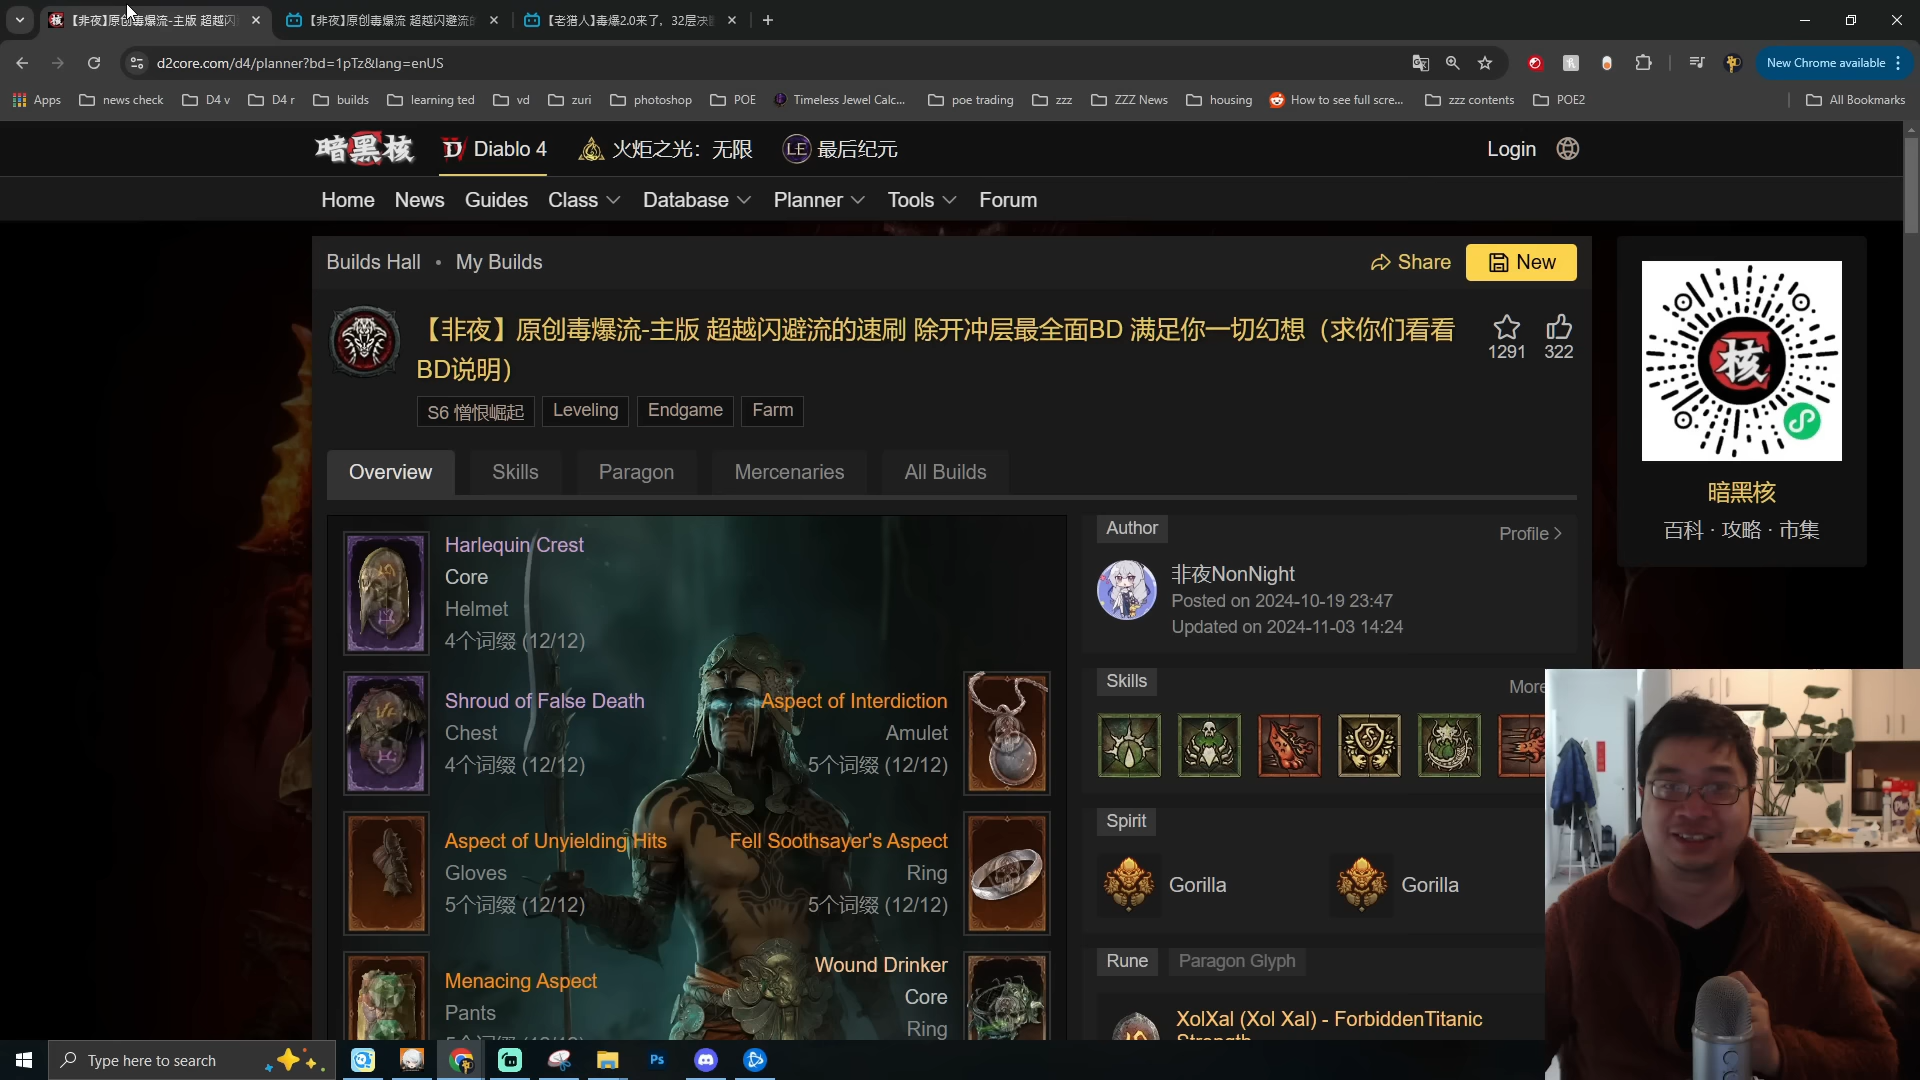 【非夜】原创毒爆流-主版 超越闪
【非夜】原创毒爆流 超越闪避流的
【老猎人】毒爆2.0来了，32层决
d2core.com/d4/planner?bd=1pTz&lang=enUS
New Chrome available
Apps
news check
D4 v
D4 r
builds
learning ted
vd
zuri
photoshop
POE
Timeless Jewel Calc...
poe trading
zzz
ZZZ News
housing
How to see full scre...
zzz contents
POE2
All Bookmarks
暗黑核
Diablo 4
LE
火炬之光：无限
最后纪元
Login
Home
News
Guides
Class
Database
Planner
Tools
Forum
Builds Hall • My Builds
Share
New
【非夜】原创毒爆流-主版 超越闪避流的速刷 除开冲层最全面BD 满足你一切幻想（求你们看看
BD说明）
1291
322
S6 憎恨崛起
Leveling
Endgame
Farm
核
暗黑核
百科 · 攻略 · 市集
Overview
Skills
Paragon
Mercenaries
All Builds
Harlequin Crest
Core
Helmet
4个词缀 (12/12)
Shroud of False Death
Chest
4个词缀 (12/12)
Aspect of Interdiction
Amulet
5个词缀 (12/12)
Aspect of Unyielding Hits
Gloves
5个词缀 (12/12)
Fell Soothsayer's Aspect
Ring
5个词缀 (12/12)
Menacing Aspect
Pants
Wound Drinker
Core
Ring
Author
Profile
非夜NonNight
Posted on 2024-10-19 23:47
Updated on 2024-11-03 14:24
Skills
More
Spirit
Gorilla
Gorilla
Rune
Paragon Glyph
XolXal (Xol Xal) - ForbiddenTitanic
Type here to search
Ps